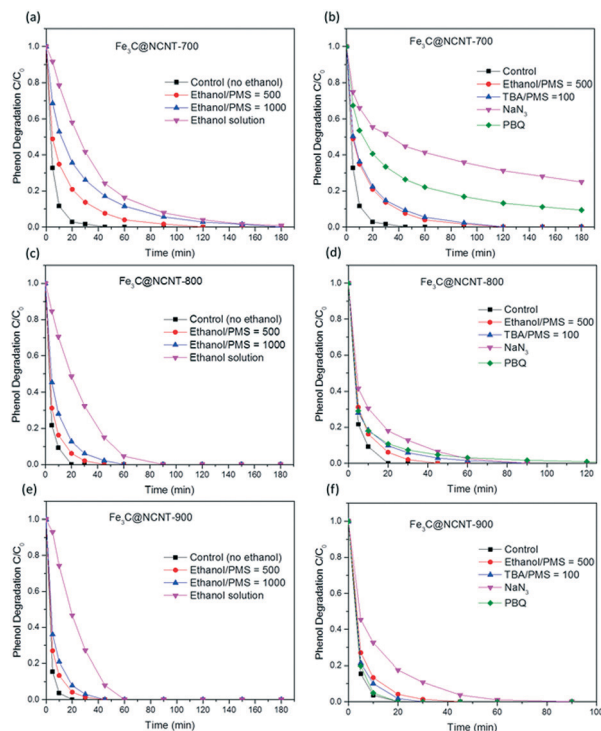 (a)
Fe3C@NCNT-700
Control (no ethanol)
Ethanol/PMS = 500
Ethanol/PMS = 1000
Ethanol solution
Phenol Degradation C/C0
1.0
0.8
0.6
0.4
0.2
0.0
0 20 40 60 80 100 120 140 160 180
Time (min)
(b)
Fe3C@NCNT-700
Control
Ethanol/PMS = 500
TBA/PMS =100
NaN3
PBQ
Phenol Degradation C/C0
1.0
0.8
0.6
0.4
0.2
0.0
0 20 40 60 80 100 120 140 160 180
Time (min)
(c)
Fe3C@NCNT-800
Control (no ethanol)
Ethanol/PMS = 500
Ethanol/PMS = 1000
Ethanol solution
Phenol Degradation C/C0
1.0
0.8
0.6
0.4
0.2
0.0
0 20 40 60 80 100 120 140 160 180
Time (min)
(d)
Fe3C@NCNT-800
Control
Ethanol/PMS = 500
TBA/PMS = 100
NaN3
PBQ
Phenol Degradation C/C0
1.0
0.8
0.6
0.4
0.2
0.0
0 20 40 60 80 100 120
Time (min)
(e)
Fe3C@NCNT-900
Control (no ethanol)
Ethanol/PMS = 500
Ethanol/PMS = 1000
Ethanol solution
Phenol Degradation C/C0
1.0
0.8
0.6
0.4
0.2
0.0
0 20 40 60 80 100 120 140 160 180
Time (min)
(f)
Fe3C@NCNT-900
Control
Ethanol/PMS = 500
TBA/PMS = 100
NaN3
PBQ
Phenol Degradation C/C0
1.0
0.8
0.6
0.4
0.2
0.0
0 20 40 60 80 100
Time (min)